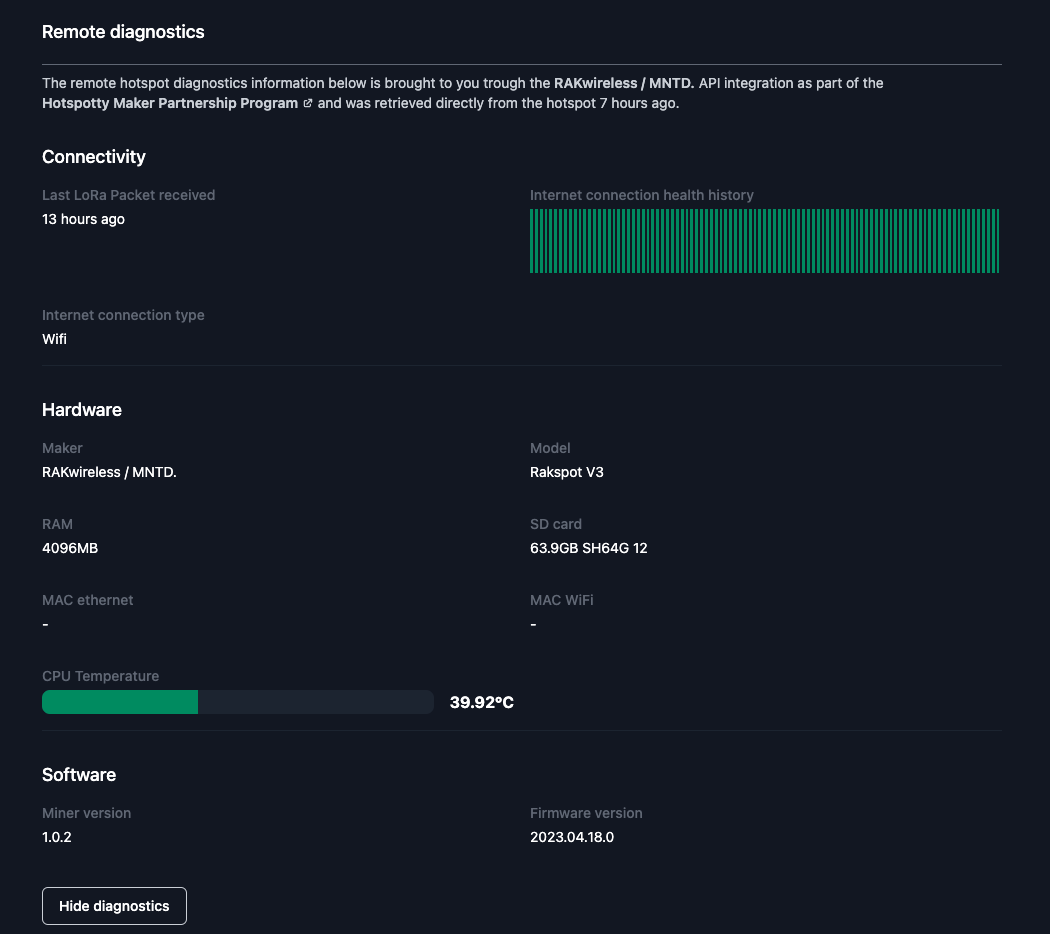 Remote diagnostics
The remote hotspot diagnostics information below is brought to you trough the RAKwireless / MNTD. API integration as part of the
Hotspotty Maker Partnership Program and was retrieved directly from the hotspot 7 hours ago.
Connectivity
Last LoRa Packet received
13 hours ago
Internet connection health history
Internet connection type
Wifi
Hardware
Maker
RAKwireless / MNTD.
Model
Rakspot V3
RAM
4096MB
SD card
63.9GB SH64G 12
MAC ethernet
-
MAC WiFi
-
CPU Temperature
39.92°C
Software
Miner version
1.0.2
Firmware version
2023.04.18.0
Hide diagnostics